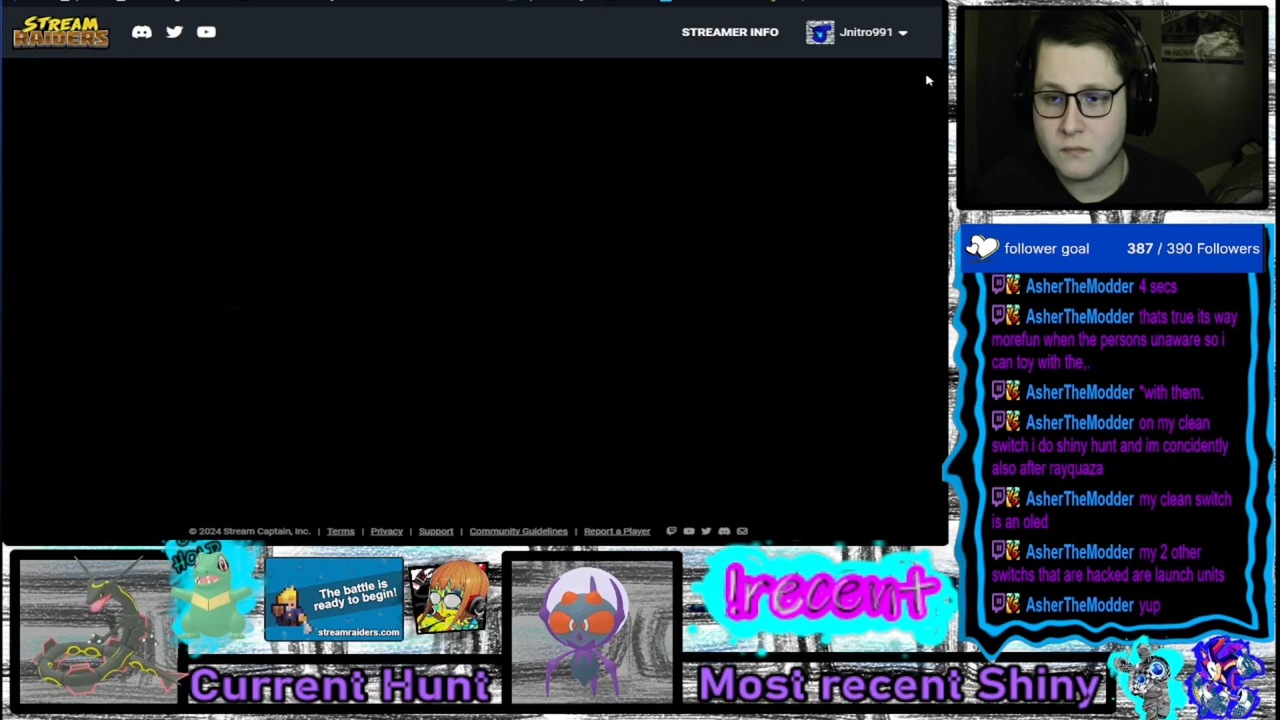 STREAM
RAIDERS
STREAMER INFO
Jnitro991
follower goal 387 / 390 Followers
AsherTheModder 4 secs
AsherTheModder thats true its way
morefun when the persons unaware so i
can toy with the,.
AsherTheModder *with them.
AsherTheModder on my clean
switch i do shiny hunt and im concidently
also after rayquaza
AsherTheModder my clean switch
is an oled
AsherTheModder my 2 other
switchs that are hacked are launch units
AsherTheModder yup
© 2024 Stream Captain, Inc. | Terms | Privacy | Support | Community Guidelines | Report a Player
HOLD
The battle is
ready to begin!
streamraiders.com
!recent
Current Hunt
Most recent Shiny